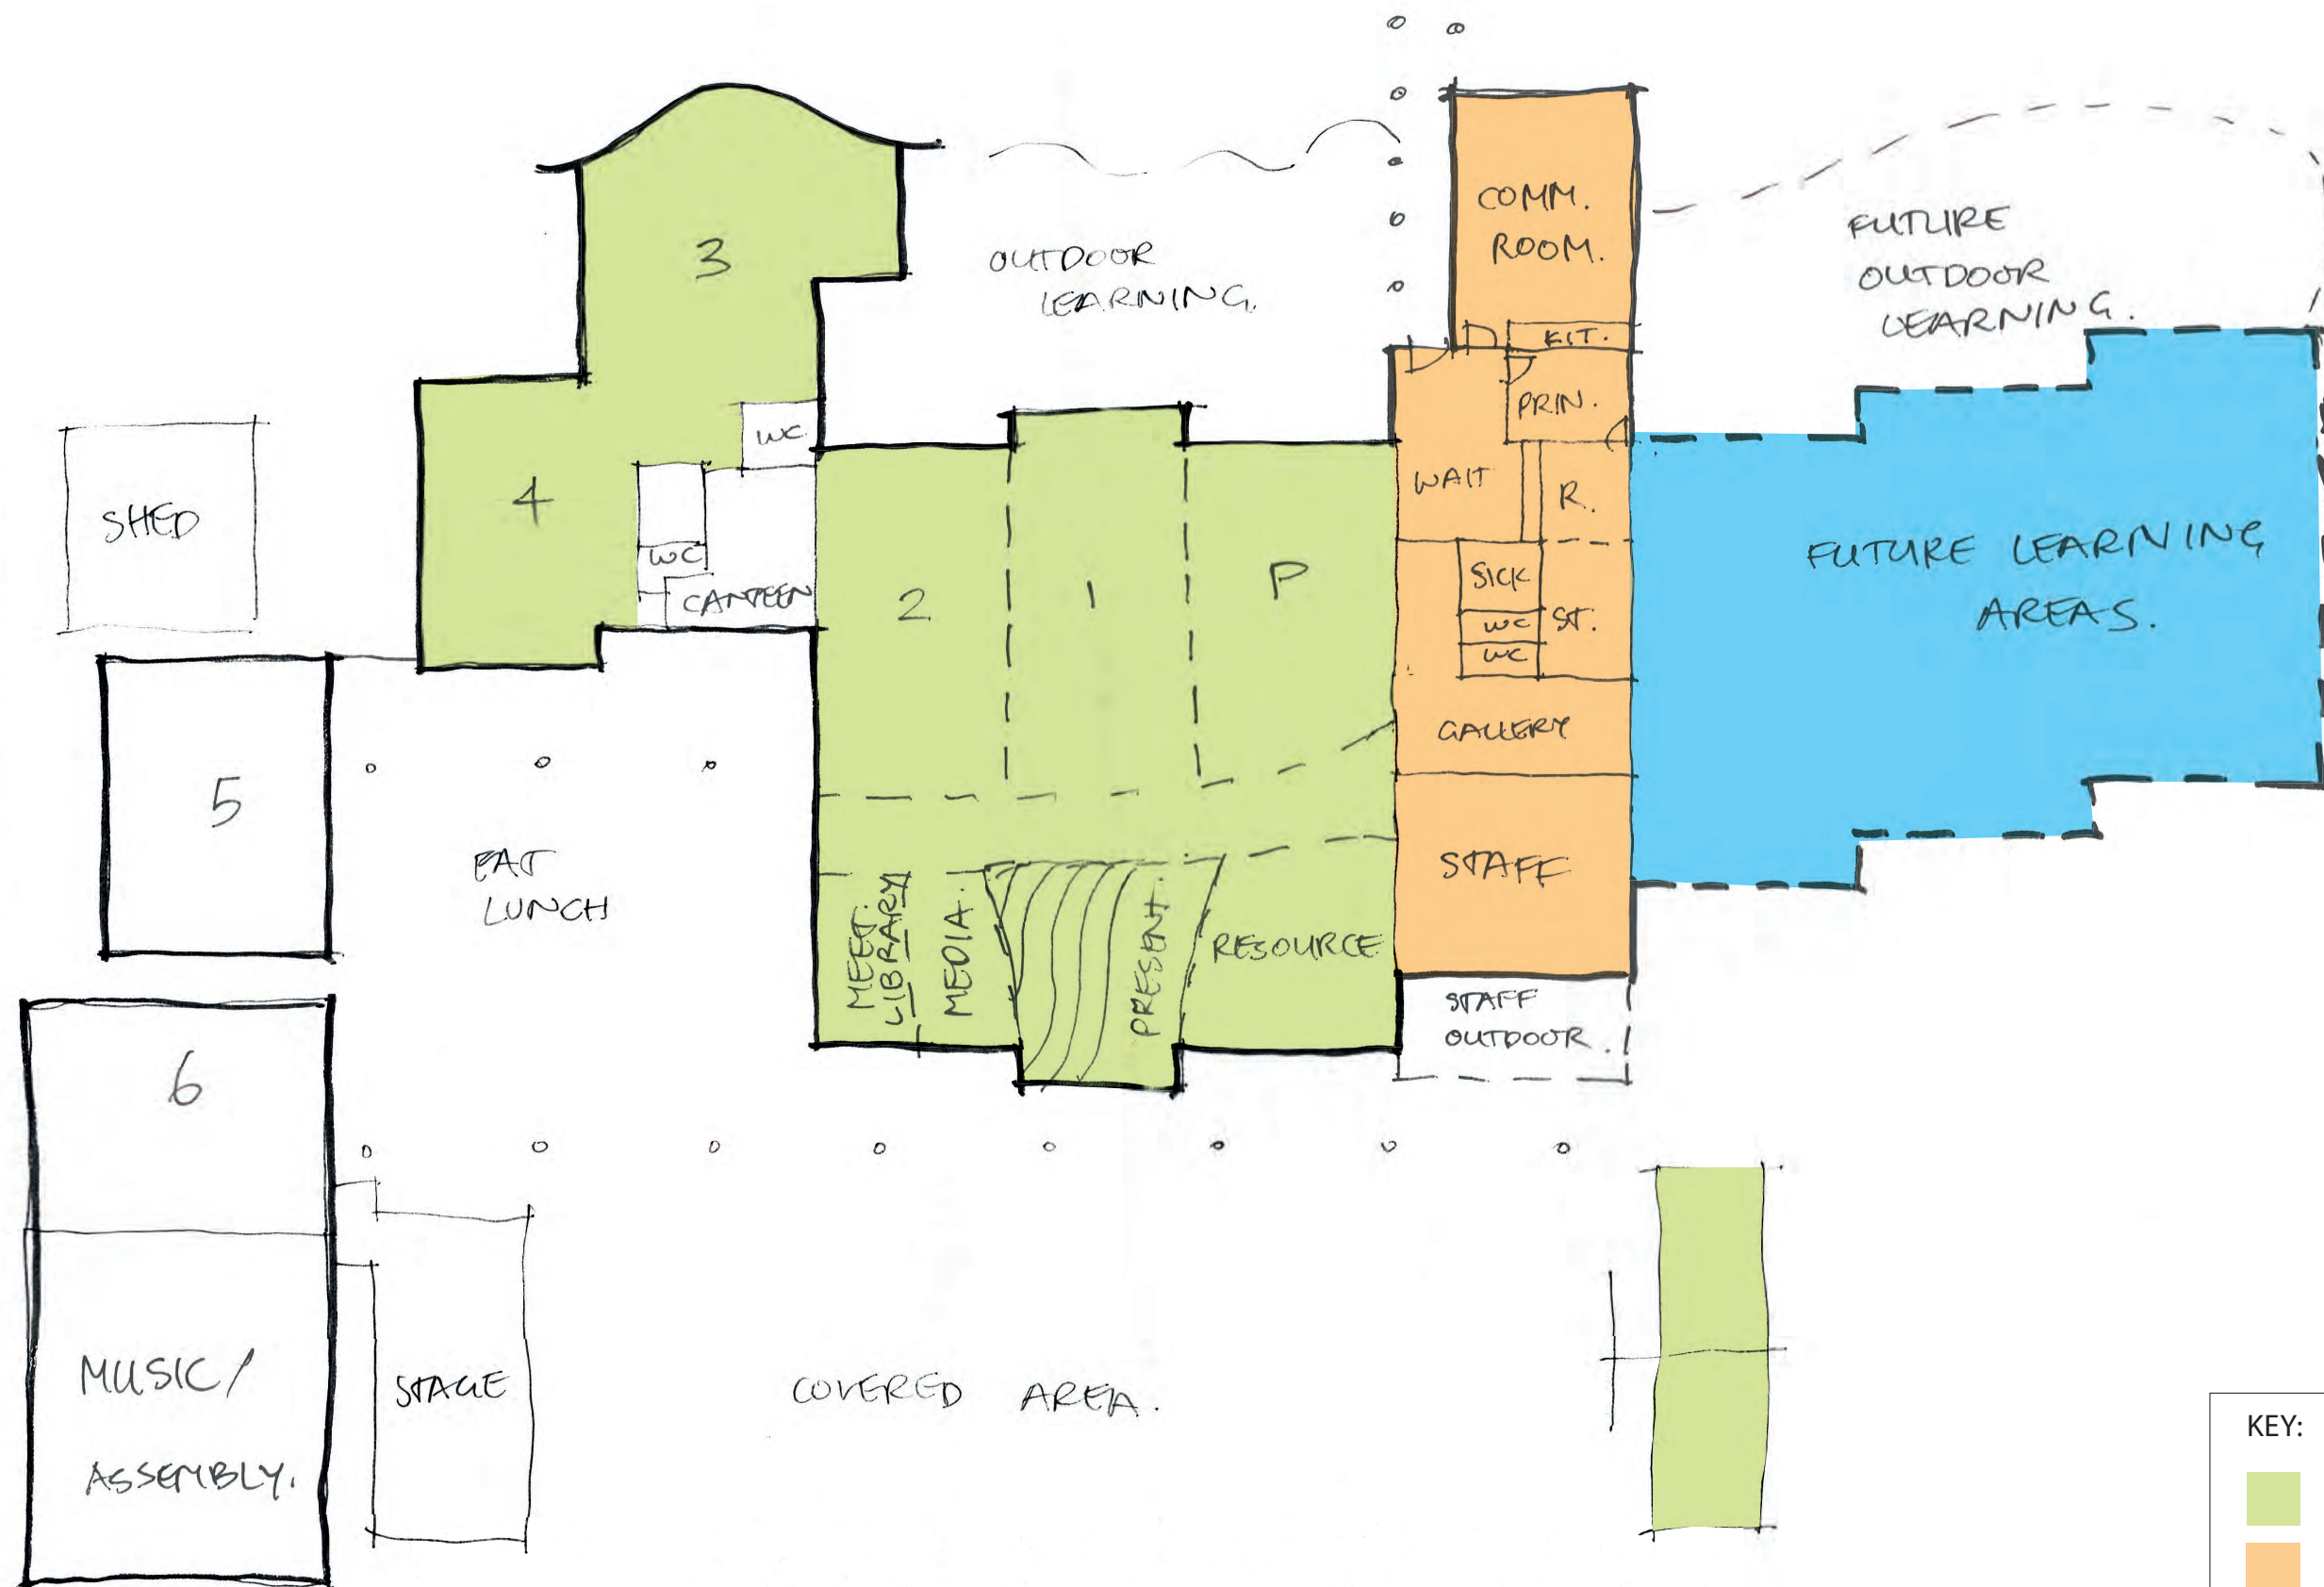 COMM.
ROOM.
3
OUTDOOR
LEARNING.
FUTURE
OUTDOOR
LEARNING.
KIT.
PRIN.
WC
WAIT
R.
SHED
4
WC
CANTEEN
2
1
P
SICK
WC
WC
ST.
FUTURE LEARNING
AREAS.
GALLERY
5
EAT
LUNCH
STAFF
MEET.
LIBRARY
MEDIA.
PRESENT.
RESOURCE
STAFF
OUTDOOR.
6
MUSIC/
ASSEMBLY.
STAGE
COVERED AREA.
KEY: